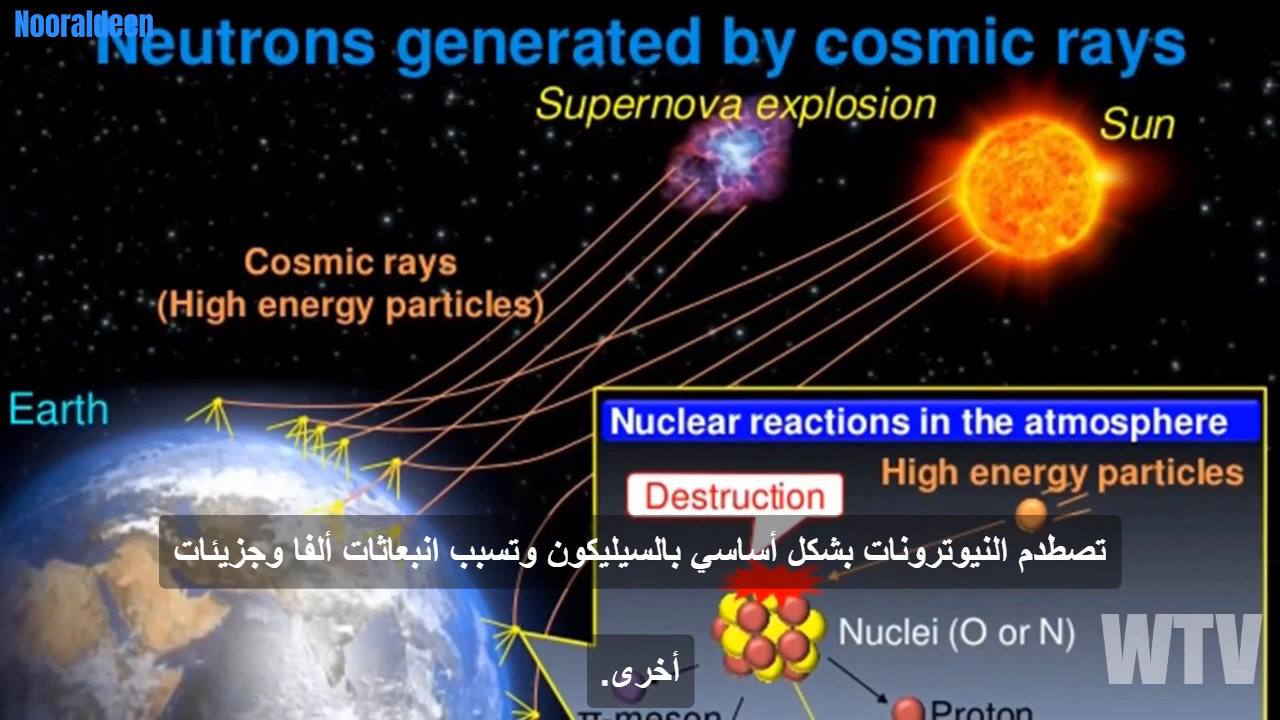 Nooraldeen
Neutrons generated by cosmic rays
Supernova explosion
Sun
Cosmic rays
(High energy particles)
Earth
Nuclear reactions in the atmosphere
High energy particles
Destruction
تصطدم النيوترونات بشكل أساسي بالسيليكون وتسبب انبعاثات ألفا وجزيئات
أخرى.
Nuclei (O or N)
WTV
π-meson
Proton